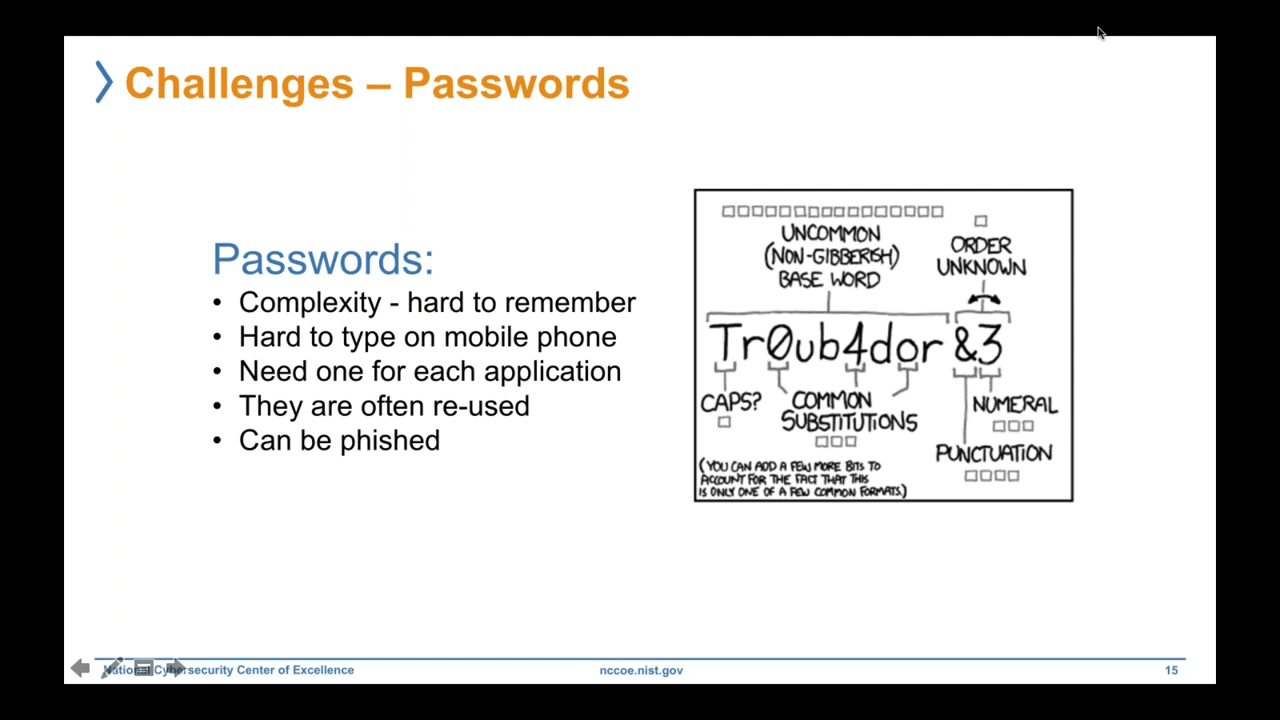 Challenges – Passwords
Passwords:
• Complexity - hard to remember
• Hard to type on mobile phone
• Need one for each application
• They are often re-used
• Can be phished
UNCOMMON
(NON-GIBBERISH)
BASE WORD
ORDER
UNKNOWN
Tr0ub4dor &3
CAPS?
COMMON
SUBSTITUTIONS
NUMERAL
PUNCTUATION
(YOU CAN ADD A FEW MORE BITS TO
ACCOUNT FOR THE FACT THAT THIS
IS ONLY ONE OF A FEW COMMON FORMATS.)
National Cybersecurity Center of Excellence
nccoe.nist.gov
15